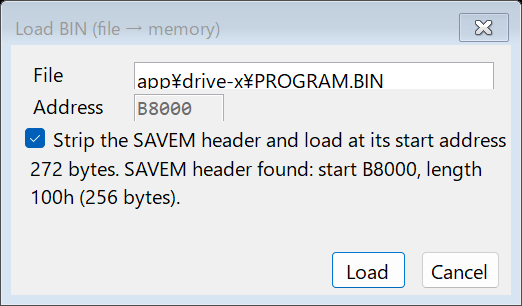 Load BIN (file → memory)
File
app¥drive-x¥PROGRAM.BIN
Address
B8000
Strip the SAVEM header and load at its start address
272 bytes. SAVEM header found: start B8000, length
100h (256 bytes).
Load
Cancel